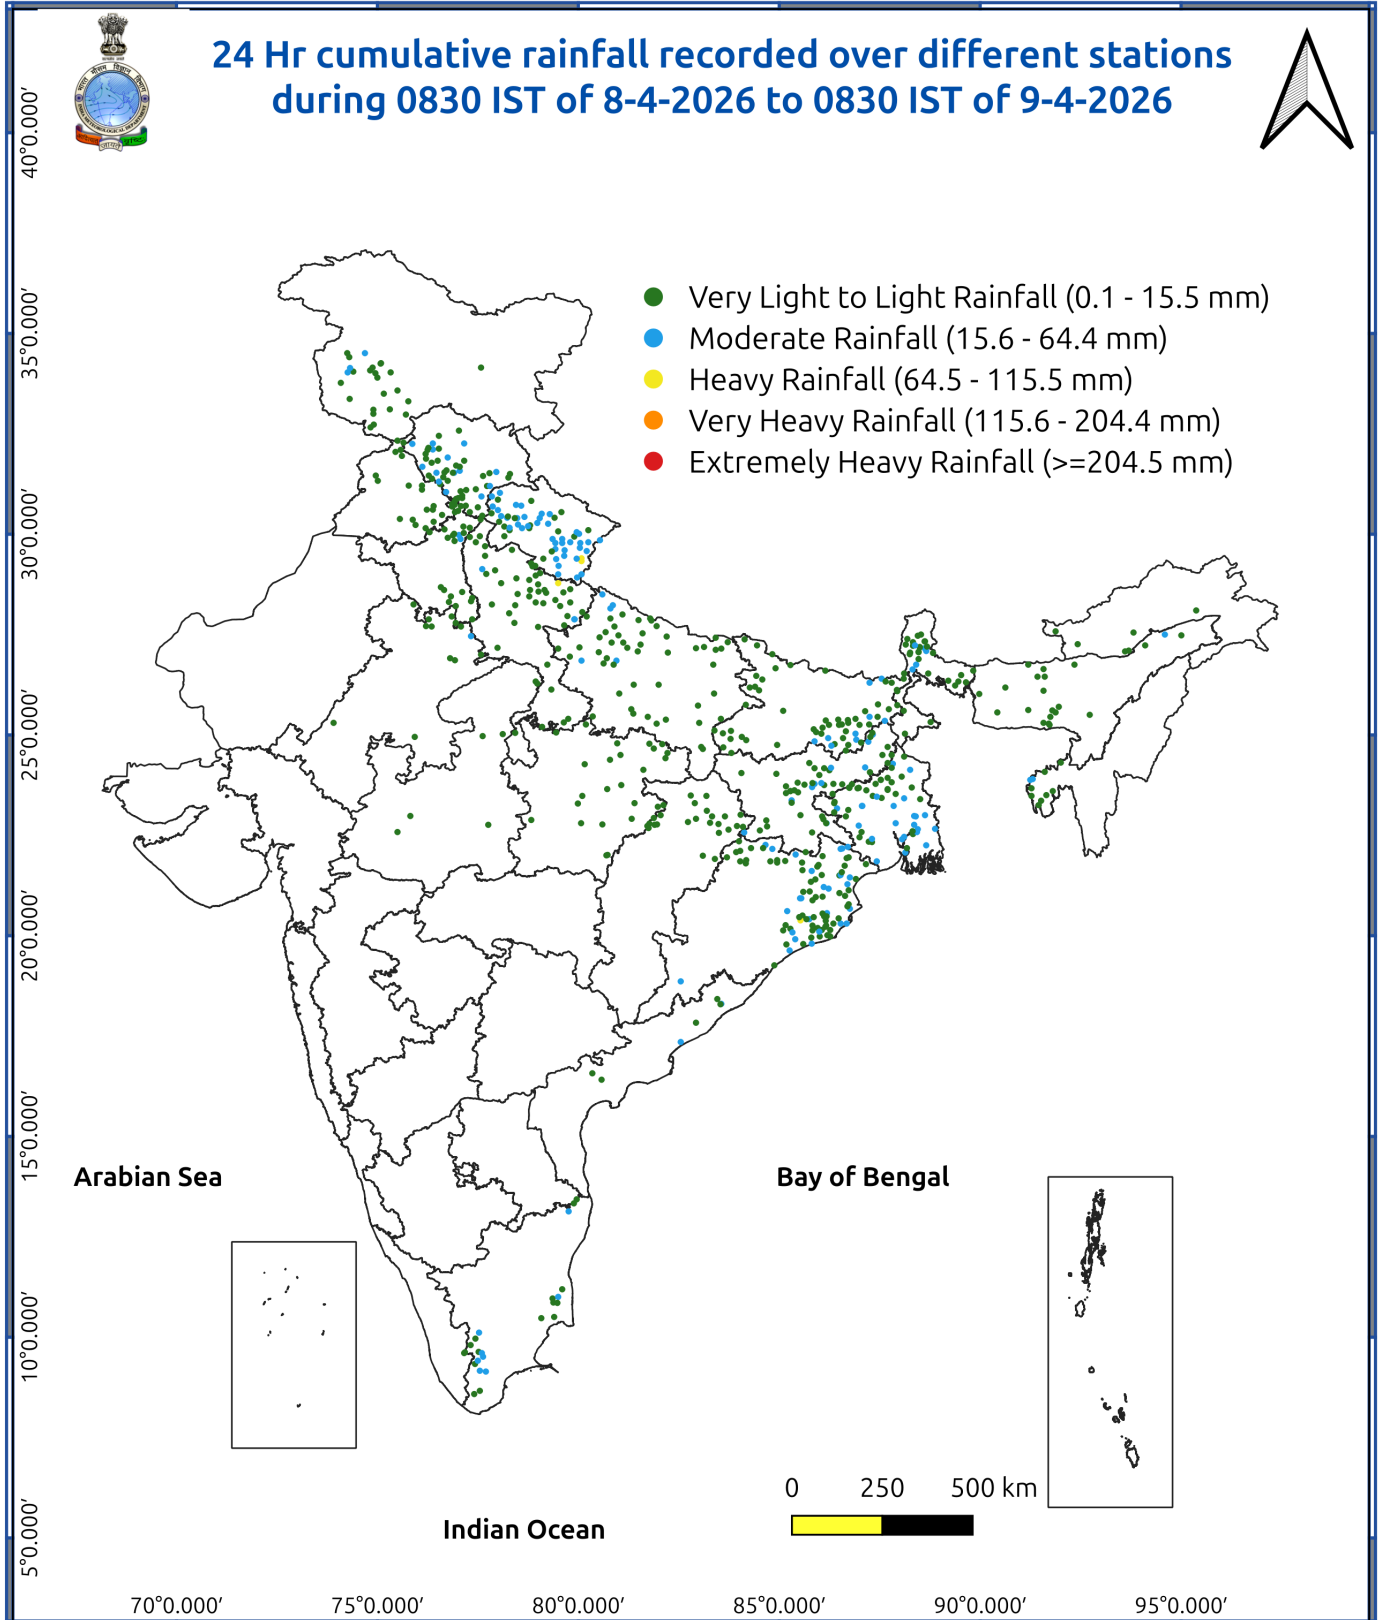 24 Hr cumulative rainfall recorded over different stations
during 0830 IST of 8-4-2026 to 0830 IST of 9-4-2026
Very Light to Light Rainfall (0.1 - 15.5 mm)
Moderate Rainfall (15.6 - 64.4 mm)
Heavy Rainfall (64.5 - 115.5 mm)
Very Heavy Rainfall (115.6 - 204.4 mm)
Extremely Heavy Rainfall (>=204.5 mm)
40°0.000′
35°0.000′
30°0.000′
25°0.000′
20°0.000′
15°0.000′
10°0.000′
5°0.000′
Arabian Sea
Bay of Bengal
Indian Ocean
0 250 500 km
70°0.000′ 75°0.000′ 80°0.000′ 85°0.000′ 90°0.000′ 95°0.000′